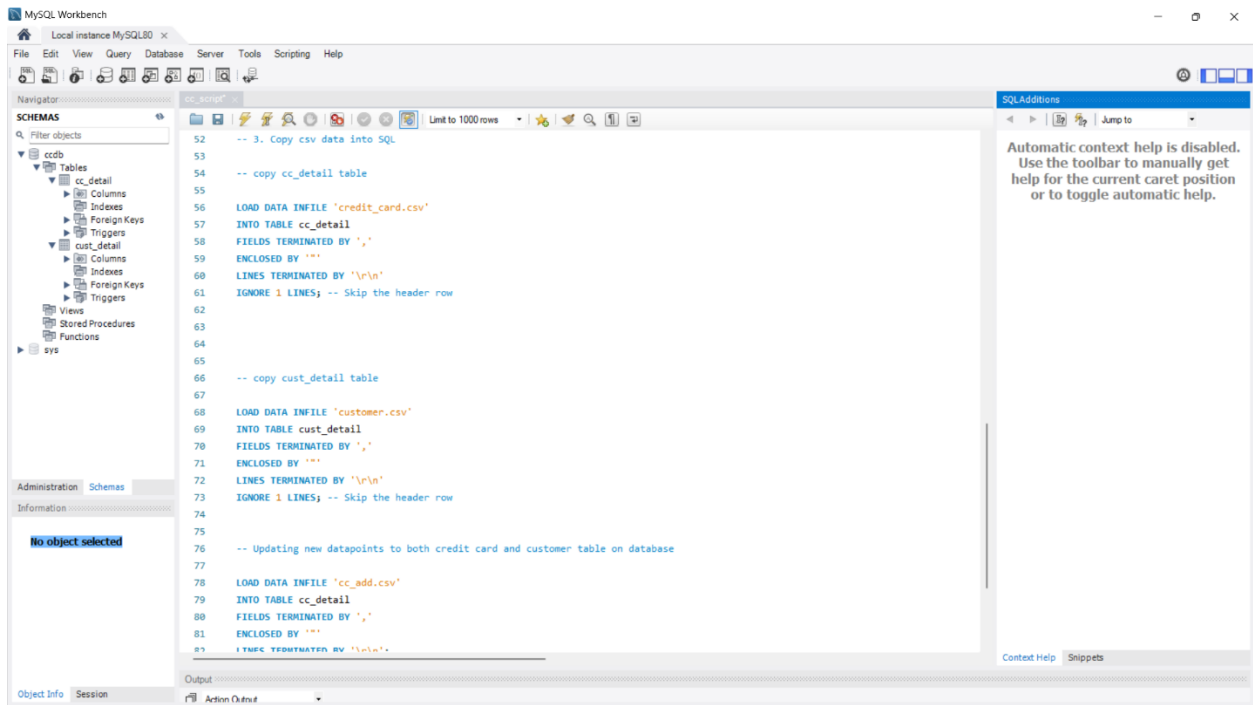 MySQL Workbench
Local instance MySQL80
File Edit View Query Database Server Tools Scripting Help
Navigator
SCHEMAS
Filter objects
ccdb
Tables
cc_detail
Columns
Indexes
Foreign Keys
Triggers
cust_detail
Columns
Indexes
Foreign Keys
Triggers
Views
Stored Procedures
Functions
sys
Administration Schemas
Information
No object selected
Object Info Session
cc_script*
Limit to 1000 rows
52 -- 3. Copy csv data into SQL
53
54 -- copy cc_detail table
55
56 LOAD DATA INFILE 'credit_card.csv'
57 INTO TABLE cc_detail
58 FIELDS TERMINATED BY ','
59 ENCLOSED BY '"'
60 LINES TERMINATED BY '\r\n'
61 IGNORE 1 LINES; -- Skip the header row
62
63
64
65
66 -- copy cust_detail table
67
68 LOAD DATA INFILE 'customer.csv'
69 INTO TABLE cust_detail
70 FIELDS TERMINATED BY ','
71 ENCLOSED BY '"'
72 LINES TERMINATED BY '\r\n'
73 IGNORE 1 LINES; -- Skip the header row
74
75
76 -- Updating new datapoints to both credit card and customer table on database
77
78 LOAD DATA INFILE 'cc_add.csv'
79 INTO TABLE cc_detail
80 FIELDS TERMINATED BY ','
81 ENCLOSED BY '"'
82 LINES TERMINATED BY '\r\n';
Output
Action Output
SQLAdditions
Jump to
Automatic context help is disabled.
Use the toolbar to manually get
help for the current caret position
or to toggle automatic help.
Context Help Snippets